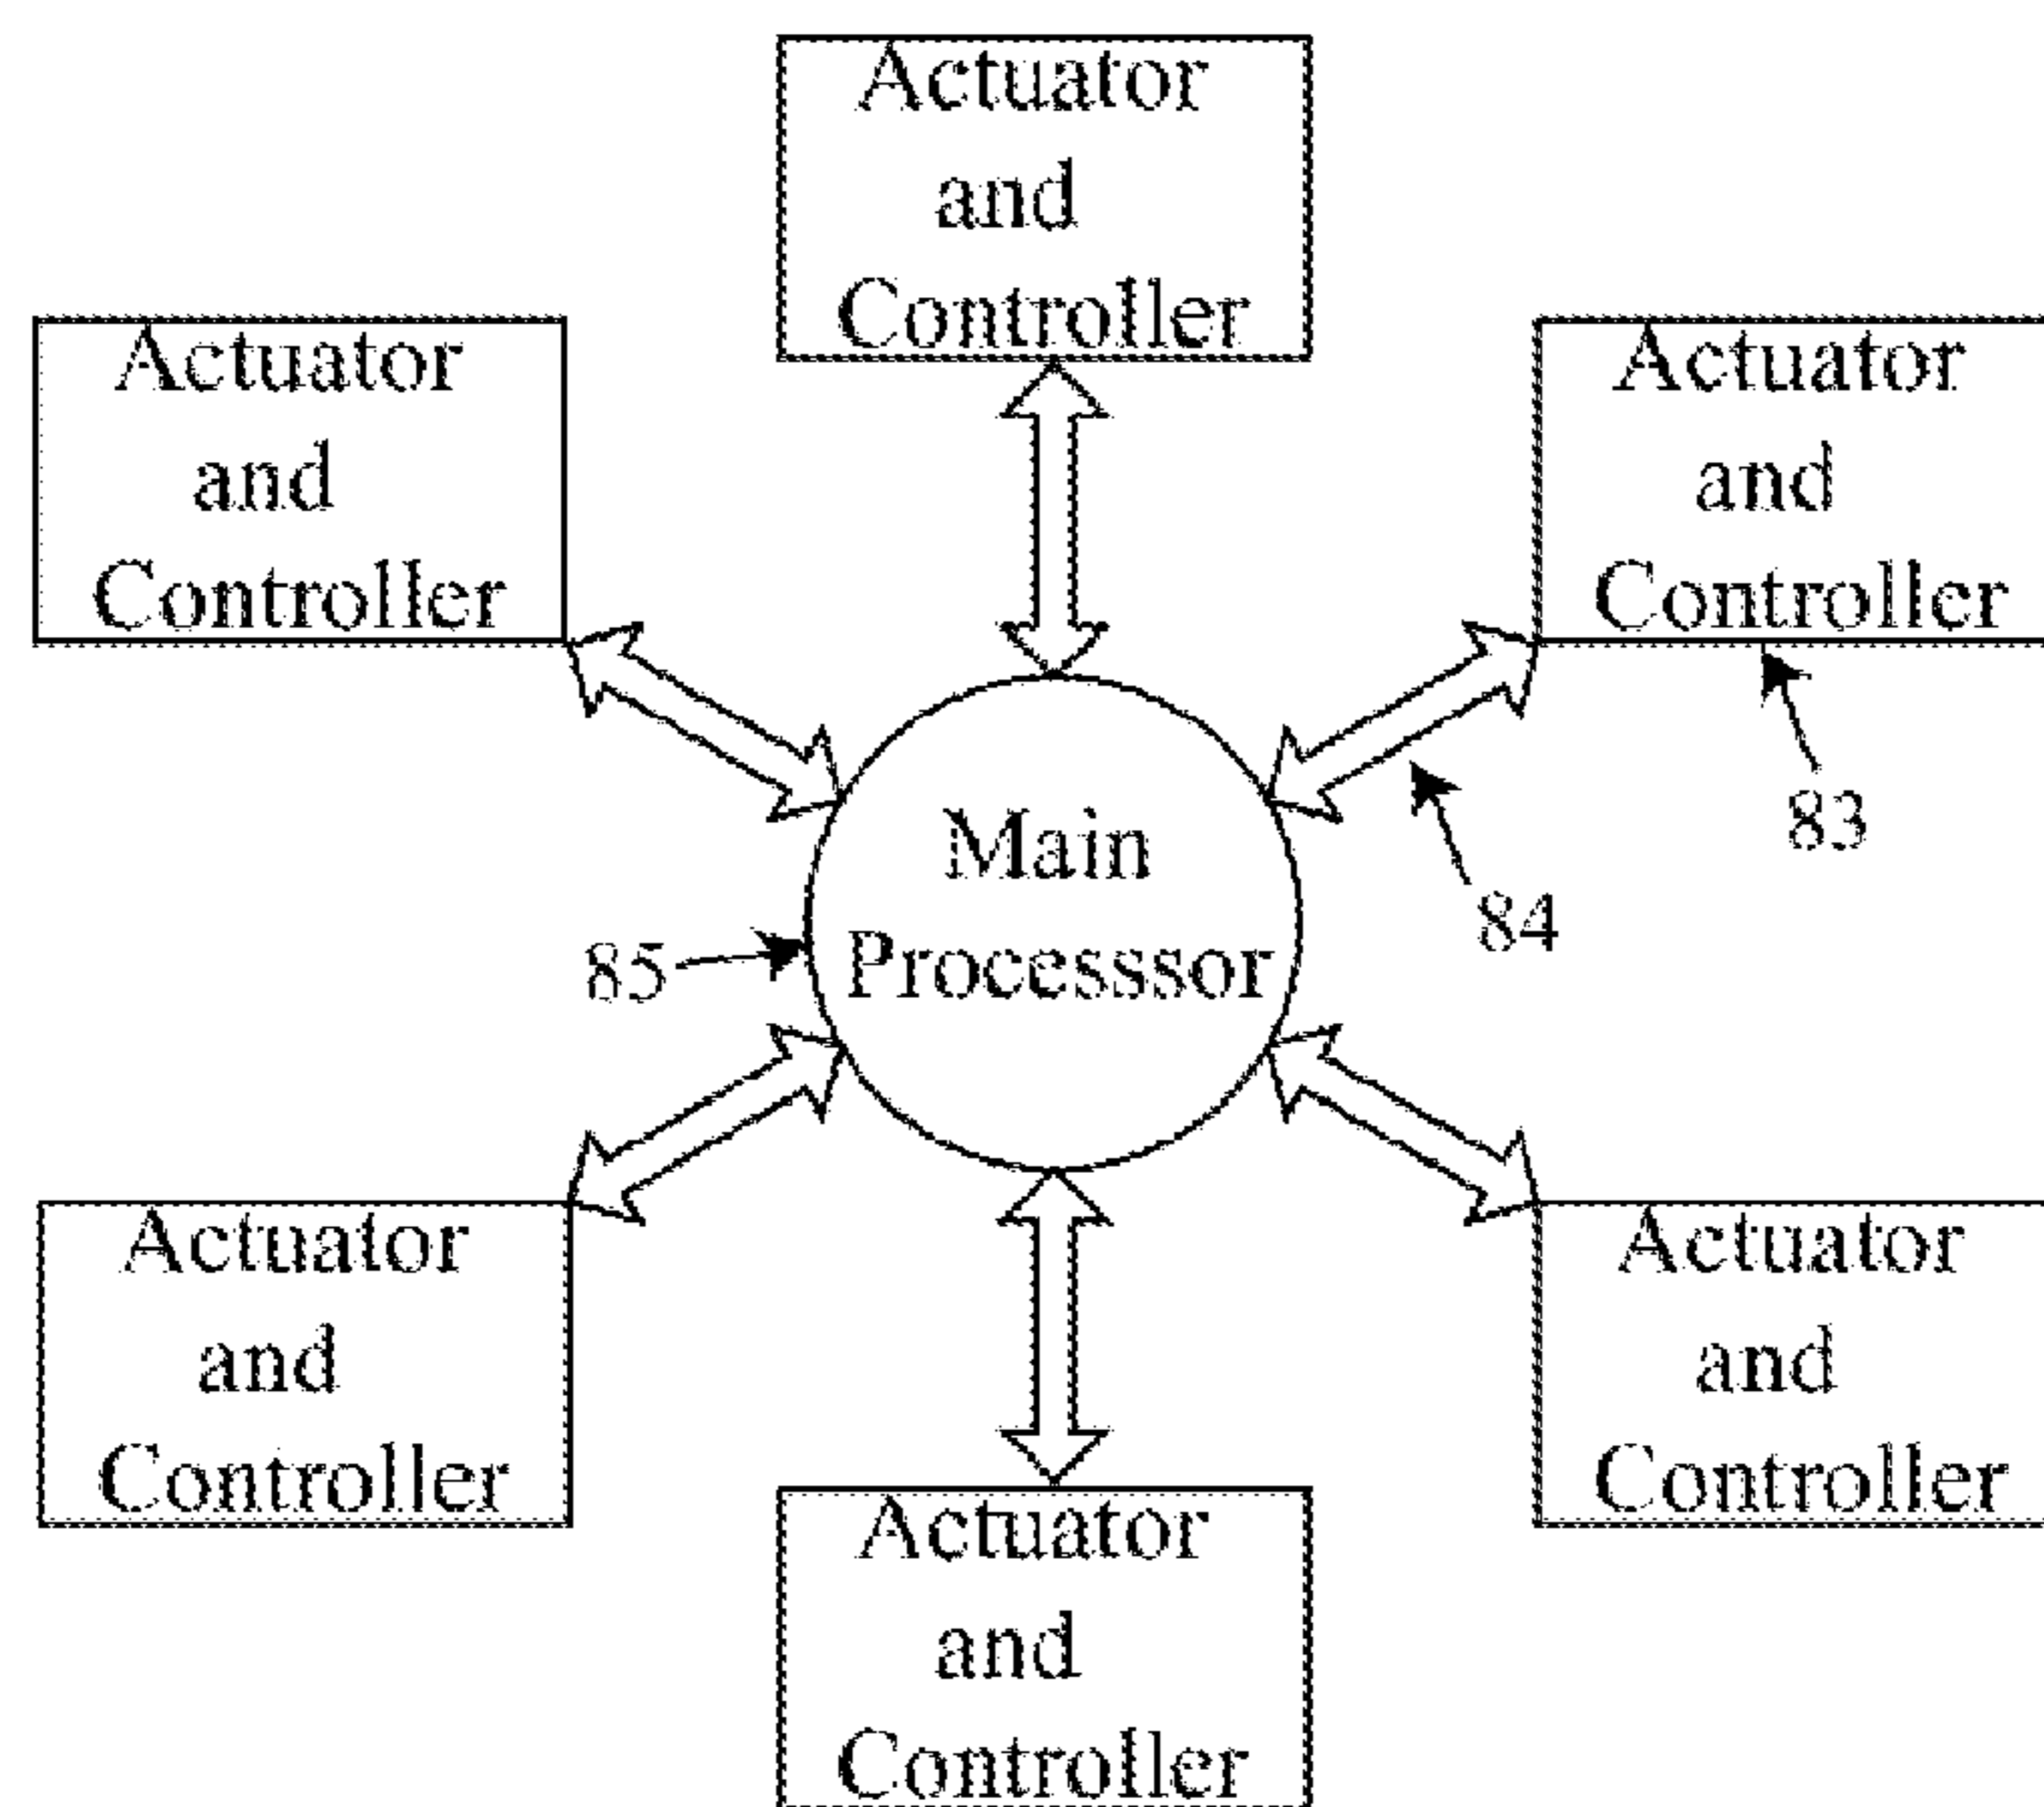 Actuator
and
Controller
Actuator
and
Controller
Actuator
and
Controller
83
84
Main
Processsor
85
Actuator
and
Controller
Actuator
and
Controller
Actuator
and
Controller